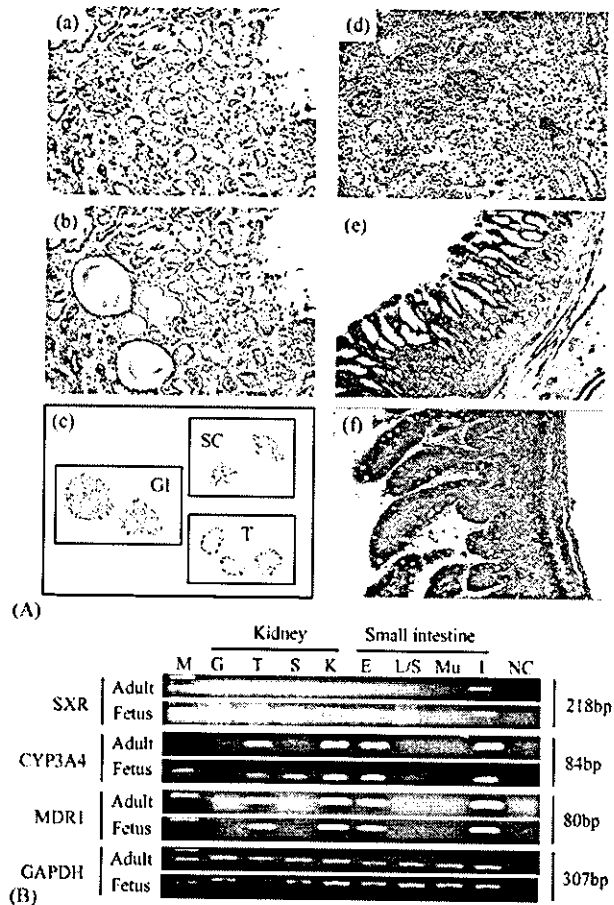 (a)
(d)
(b)
(e)
(c)
SC
Gl
T
(f)
(A)
Kidney Small intestine
M G T S K E L/S Mu I NC
SXR Adult 218bp
Fetus
CYP3A4 Adult 84bp
Fetus
MDR1 Adult 80bp
Fetus
GAPDH Adult 307bp
Fetus
(B)